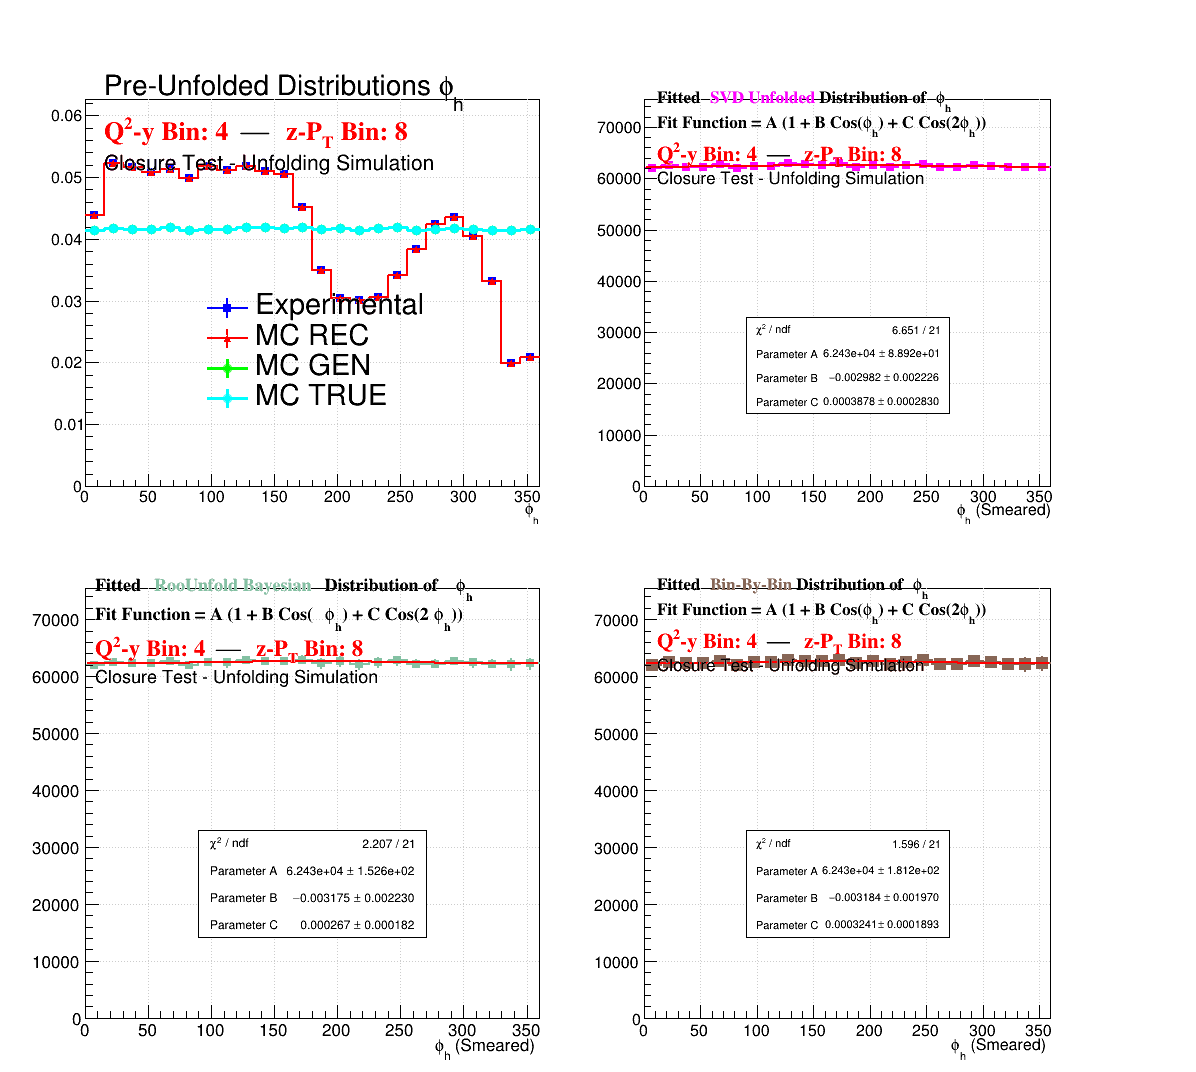 Pre-Unfolded Distributions ϕh
Q2-y Bin: 4 — z-PT Bin: 8
Closure Test - Unfolding Simulation
0.06
0.05
0.04
0.03
0.02
0.01
0
Experimental
MC REC
MC GEN
MC TRUE
0 50 100 150 200 250 300 350
ϕh
Fitted SVD Unfolded Distribution of ϕh
Fit Function = A (1 + B Cos(ϕh) + C Cos(2ϕh))
Q2-y Bin: 4 — z-PT Bin: 8
Closure Test - Unfolding Simulation
70000
60000
50000
40000
30000
20000
10000
0
χ2 / ndf 6.651 / 21
Parameter A 6.243e+04 ± 8.892e+01
Parameter B −0.002982 ± 0.002226
Parameter C 0.0003878 ± 0.0002830
0 50 100 150 200 250 300 350
ϕh (Smeared)
Fitted RooUnfold Bayesian Distribution of ϕh
Fit Function = A (1 + B Cos( ϕh) + C Cos(2 ϕh))
Q2-y Bin: 4 — z-PT Bin: 8
Closure Test - Unfolding Simulation
70000
60000
50000
40000
30000
20000
10000
0
χ2 / ndf 2.207 / 21
Parameter A 6.243e+04 ± 1.526e+02
Parameter B −0.003175 ± 0.002230
Parameter C 0.000267 ± 0.000182
0 50 100 150 200 250 300 350
ϕh (Smeared)
Fitted Bin-By-Bin Distribution of ϕh
Fit Function = A (1 + B Cos(ϕh) + C Cos(2ϕh))
Q2-y Bin: 4 — z-PT Bin: 8
Closure Test - Unfolding Simulation
70000
60000
50000
40000
30000
20000
10000
0
χ2 / ndf 1.596 / 21
Parameter A 6.243e+04 ± 1.812e+02
Parameter B −0.003184 ± 0.001970
Parameter C 0.0003241 ± 0.0001893
0 50 100 150 200 250 300 350
ϕh (Smeared)